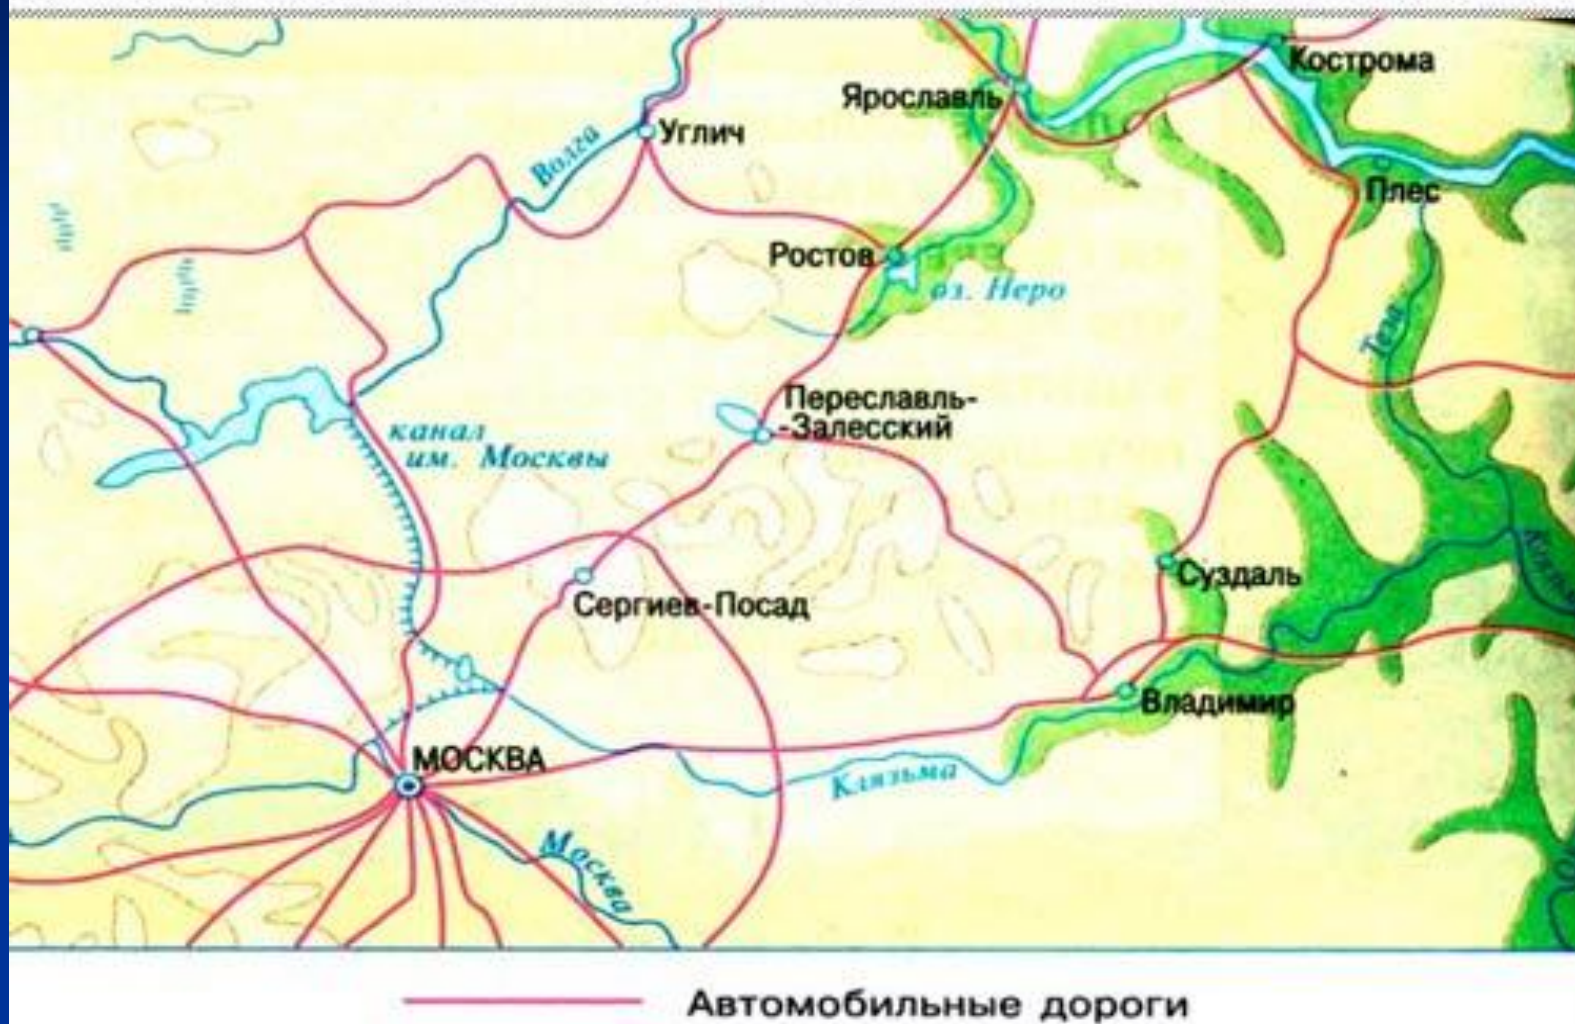 Кострома
Ярославль
Углич
Волга
Плес
Ростов
оз. Неро
Теза
Переславль-
-Залесский
канал
им. Москвы
Суздаль
Сергиев-Посад
Владимир
МОСКВА
Клязьма
Москва
Автомобильные дороги